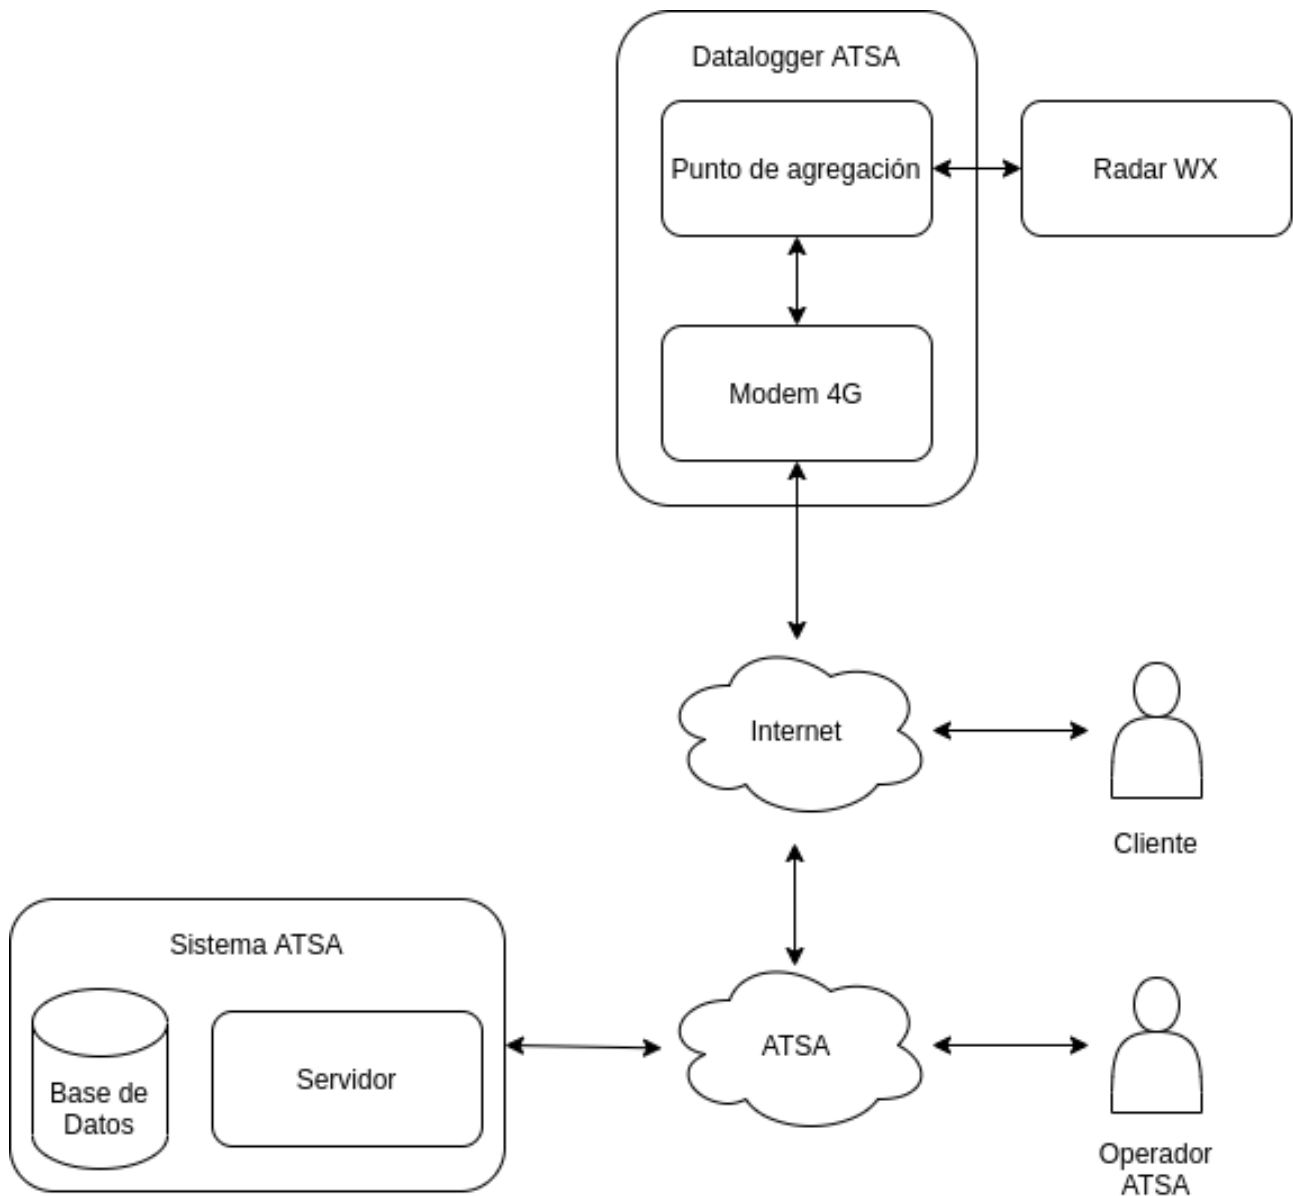 Datalogger ATSA
Punto de agregación
Radar WX
Modem 4G
Internet
Cliente
Sistema ATSA
Base de
Datos
Servidor
ATSA
Operador
ATSA